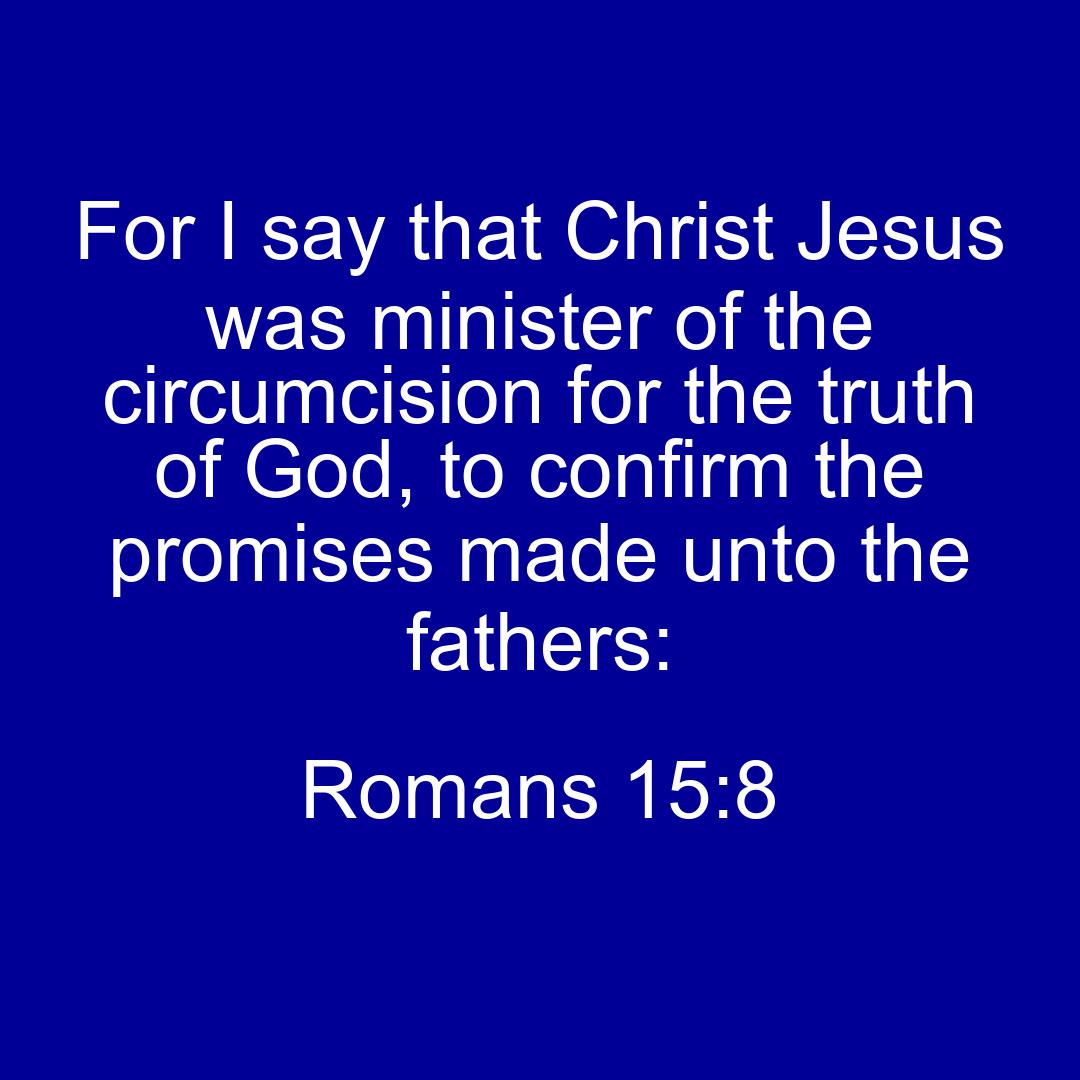 For I say that Christ Jesus
was minister of the
circumcision for the truth
of God, to confirm the
promises made unto the
fathers:
Romans 15:8